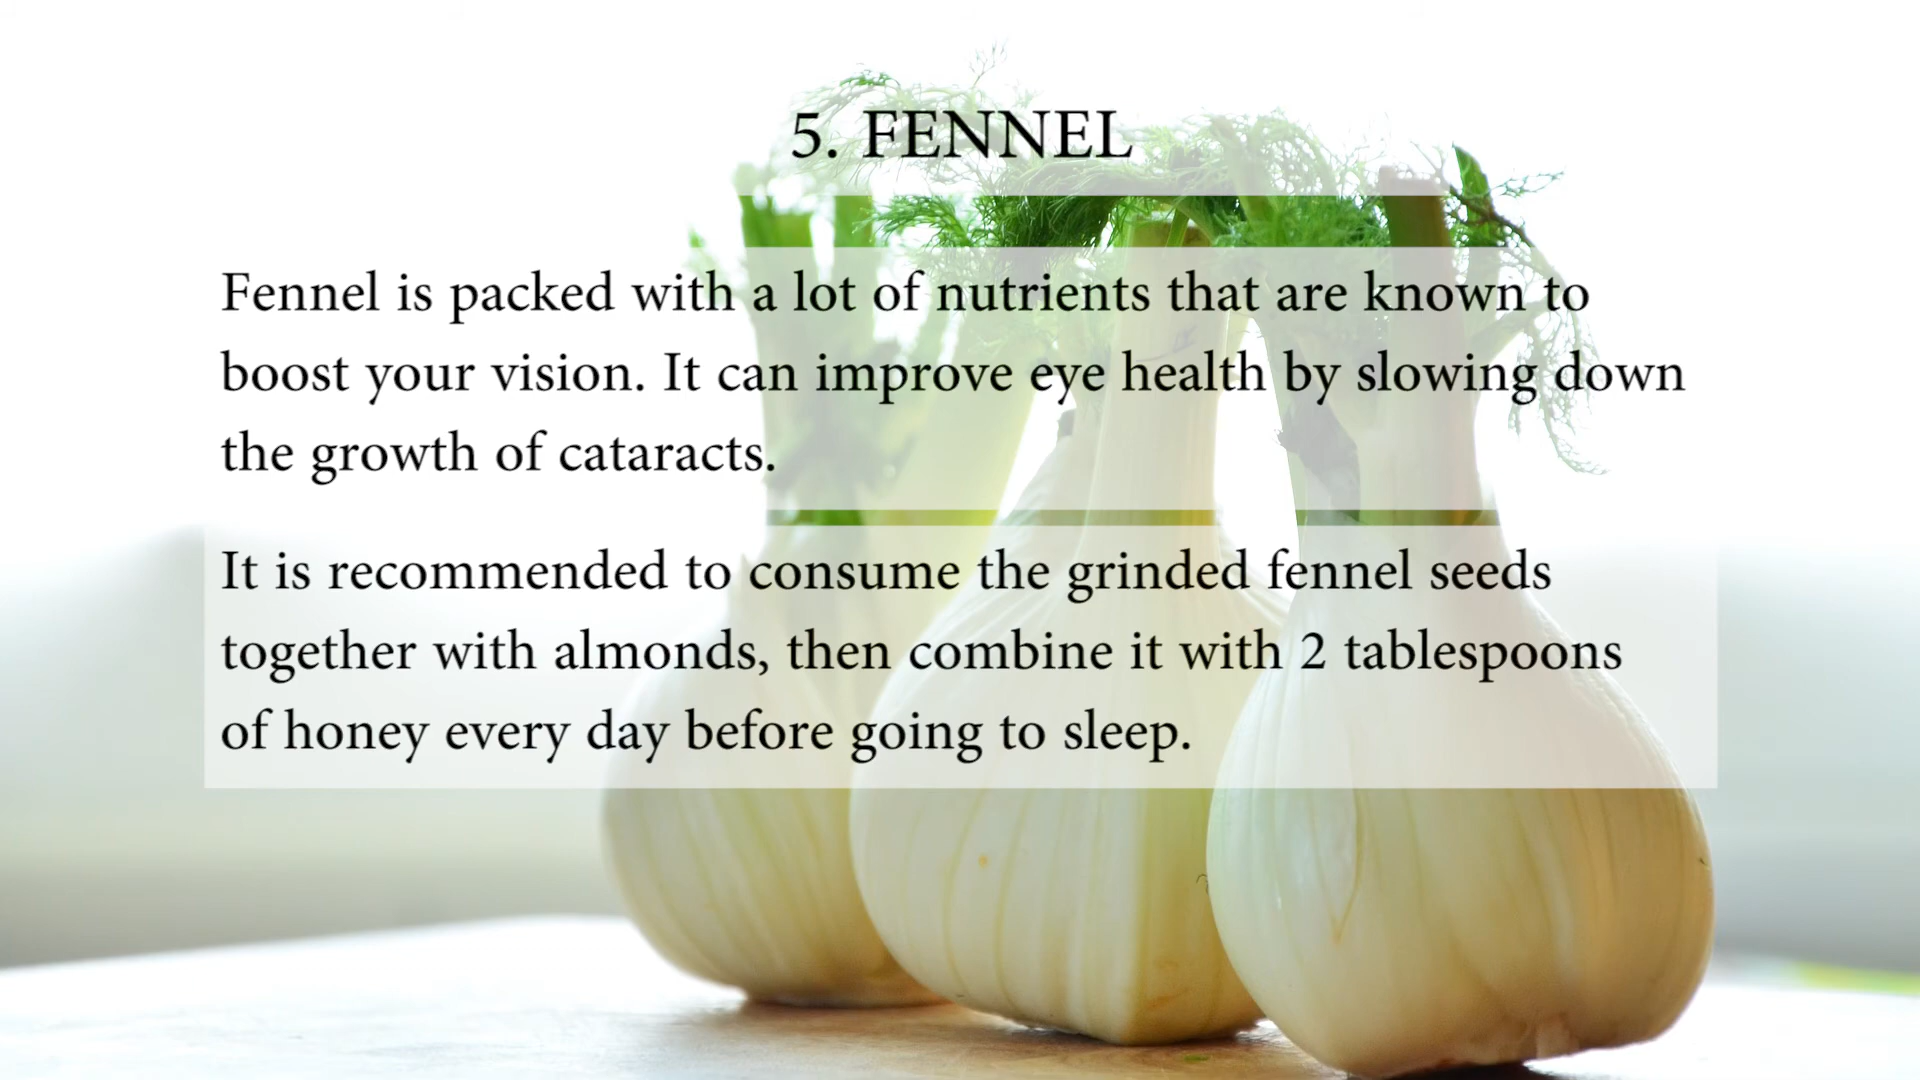 5. FENNEL
Fennel is packed with a lot of nutrients that are known to
boost your vision. It can improve eye health by slowing down
the growth of cataracts.
It is recommended to consume the grinded fennel seeds
together with almonds, then combine it with 2 tablespoons
of honey every day before going to sleep.